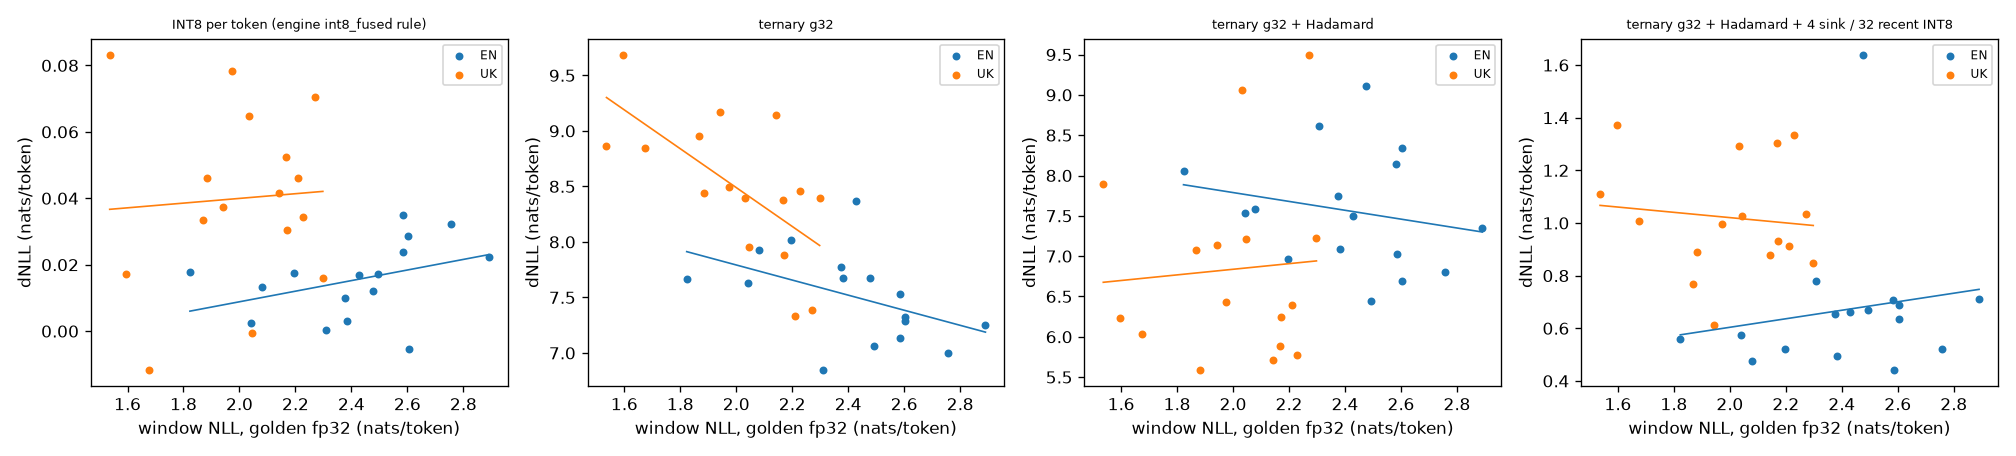 INT8 per token (engine int8_fused rule)
EN
UK
dNLL (nats/token)
0.08
0.06
0.04
0.02
0.00
1.6 1.8 2.0 2.2 2.4 2.6 2.8
window NLL, golden fp32 (nats/token)
ternary g32
EN
UK
dNLL (nats/token)
9.5
9.0
8.5
8.0
7.5
7.0
1.6 1.8 2.0 2.2 2.4 2.6 2.8
window NLL, golden fp32 (nats/token)
ternary g32 + Hadamard
EN
UK
dNLL (nats/token)
9.5
9.0
8.5
8.0
7.5
7.0
6.5
6.0
5.5
1.6 1.8 2.0 2.2 2.4 2.6 2.8
window NLL, golden fp32 (nats/token)
ternary g32 + Hadamard + 4 sink / 32 recent INT8
EN
UK
dNLL (nats/token)
1.6
1.4
1.2
1.0
0.8
0.6
0.4
1.6 1.8 2.0 2.2 2.4 2.6 2.8
window NLL, golden fp32 (nats/token)